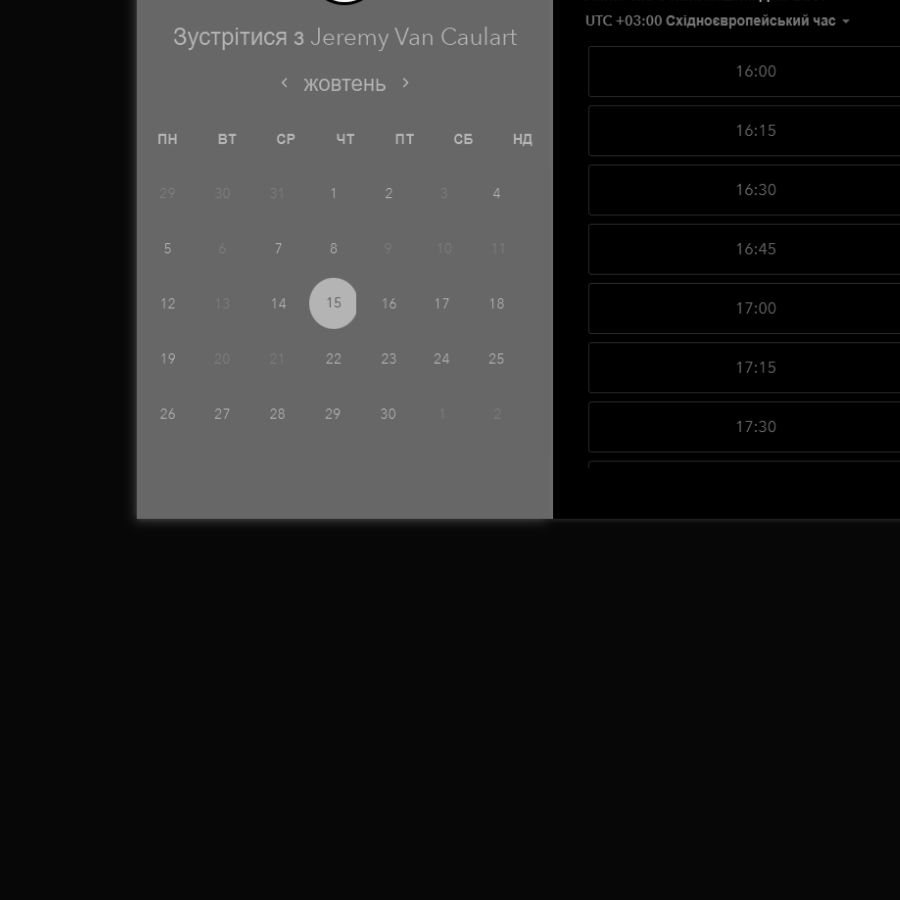 Зустрітися з Jeremy Van Caulart
‹ жовтень ›
ПН ВТ СР ЧТ ПТ СБ НД
29 30 31 1 2 3 4
5 6 7 8 9 10 11
12 13 14 15 16 17 18
19 20 21 22 23 24 25
26 27 28 29 30 1 2
UTC +03:00 Східноєвропейський час
16:00
16:15
16:30
16:45
17:00
17:15
17:30